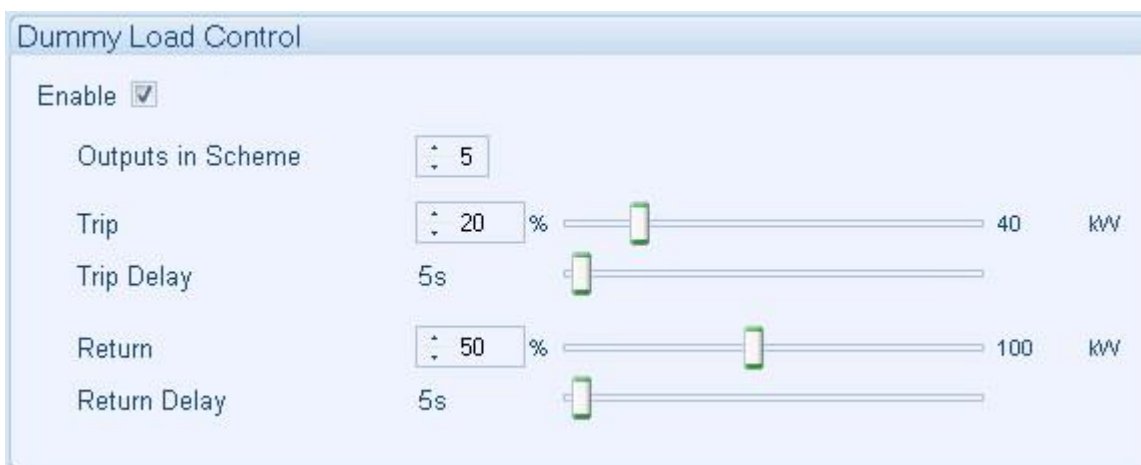 Dummy Load Control
Enable
Outputs in Scheme 5
Trip 20 % 40 kW
Trip Delay 5s
Return 50 % 100 kW
Return Delay 5s